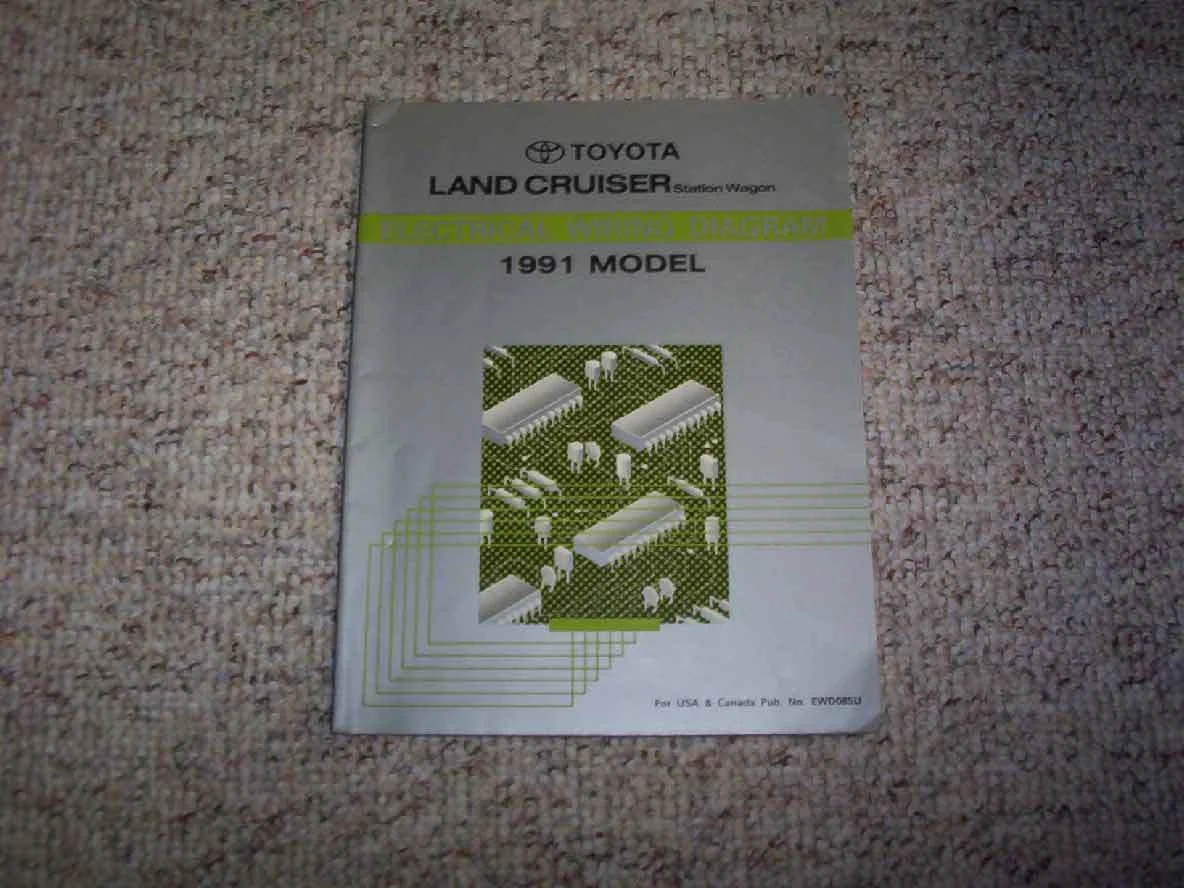 TOYOTA
LAND CRUISER Station Wagon
ELECTRICAL WIRING DIAGRAM
1991 MODEL
For USA & Canada Pub. No. EWD085U